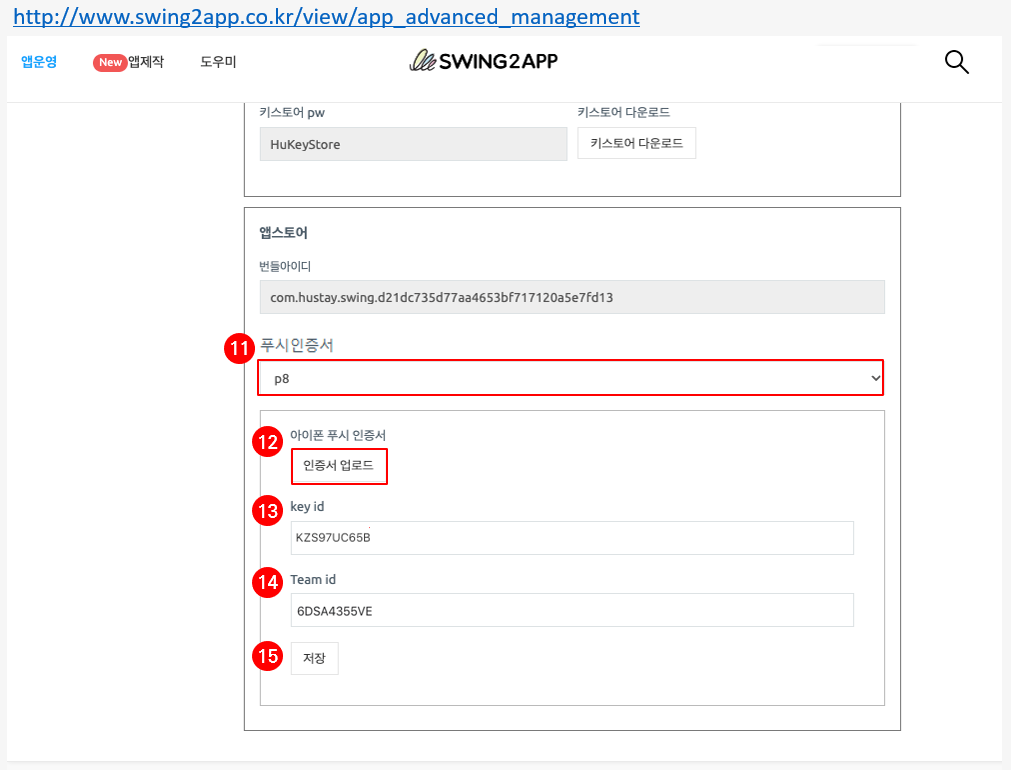 http://www.swing2app.co.kr/view/app_advanced_management
앱운영 New 앱제작 도우미 SWING2APP
키스토어 pw 키스토어 다운로드
HuKeyStore 키스토어 다운로드
앱스토어
번들아이디
com.hustay.swing.d21dc735d77aa4653bf717120a5e7fd13
11 푸시인증서
p8
12 아이폰 푸시 인증서
인증서 업로드
13 key id
KZS97UC65B
14 Team id
6DSA4355VE
15 저장